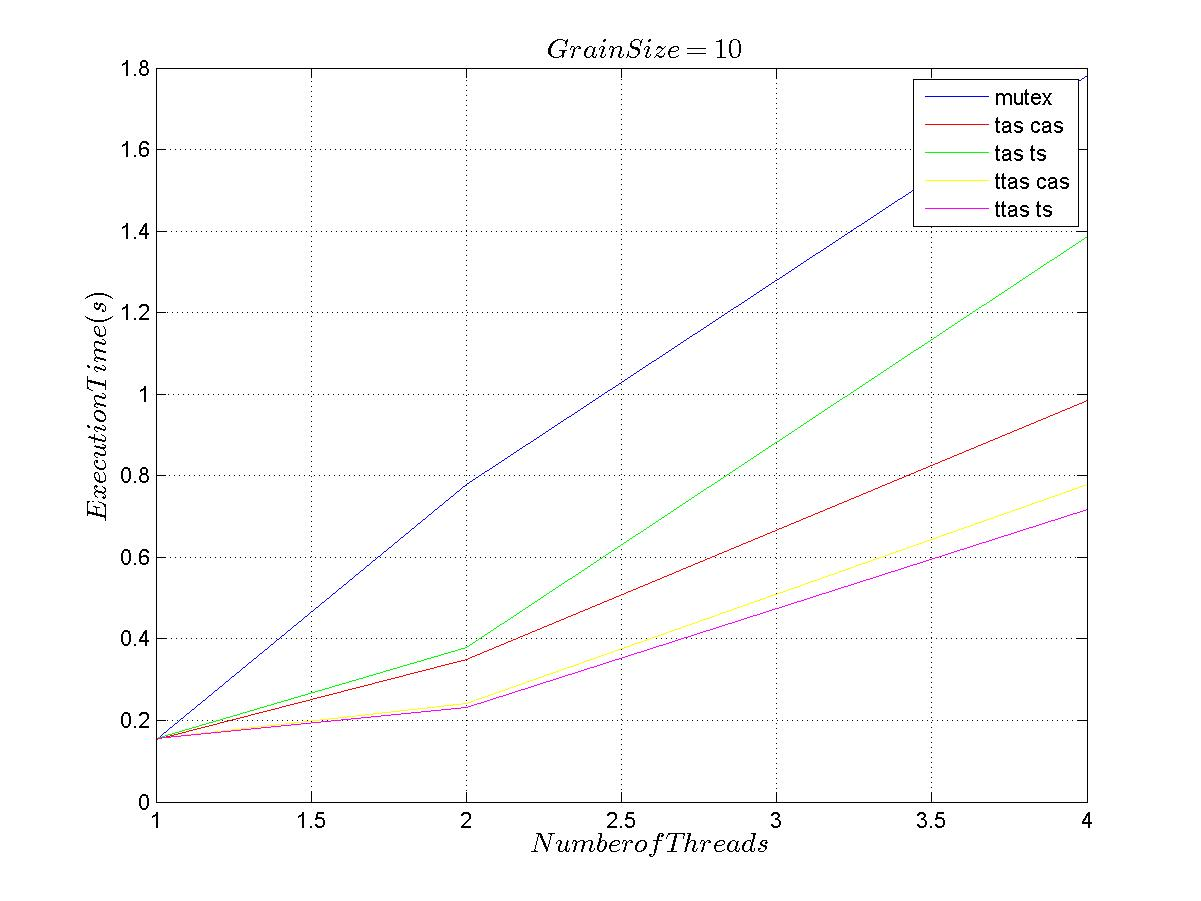 GrainSize = 10
1.8
1.6
1.4
1.2
1
0.8
0.6
0.4
0.2
0
ExecutionTime(s)
mutex
tas cas
tas ts
ttas cas
ttas ts
1 1.5 2 2.5 3 3.5 4
NumberofThreads